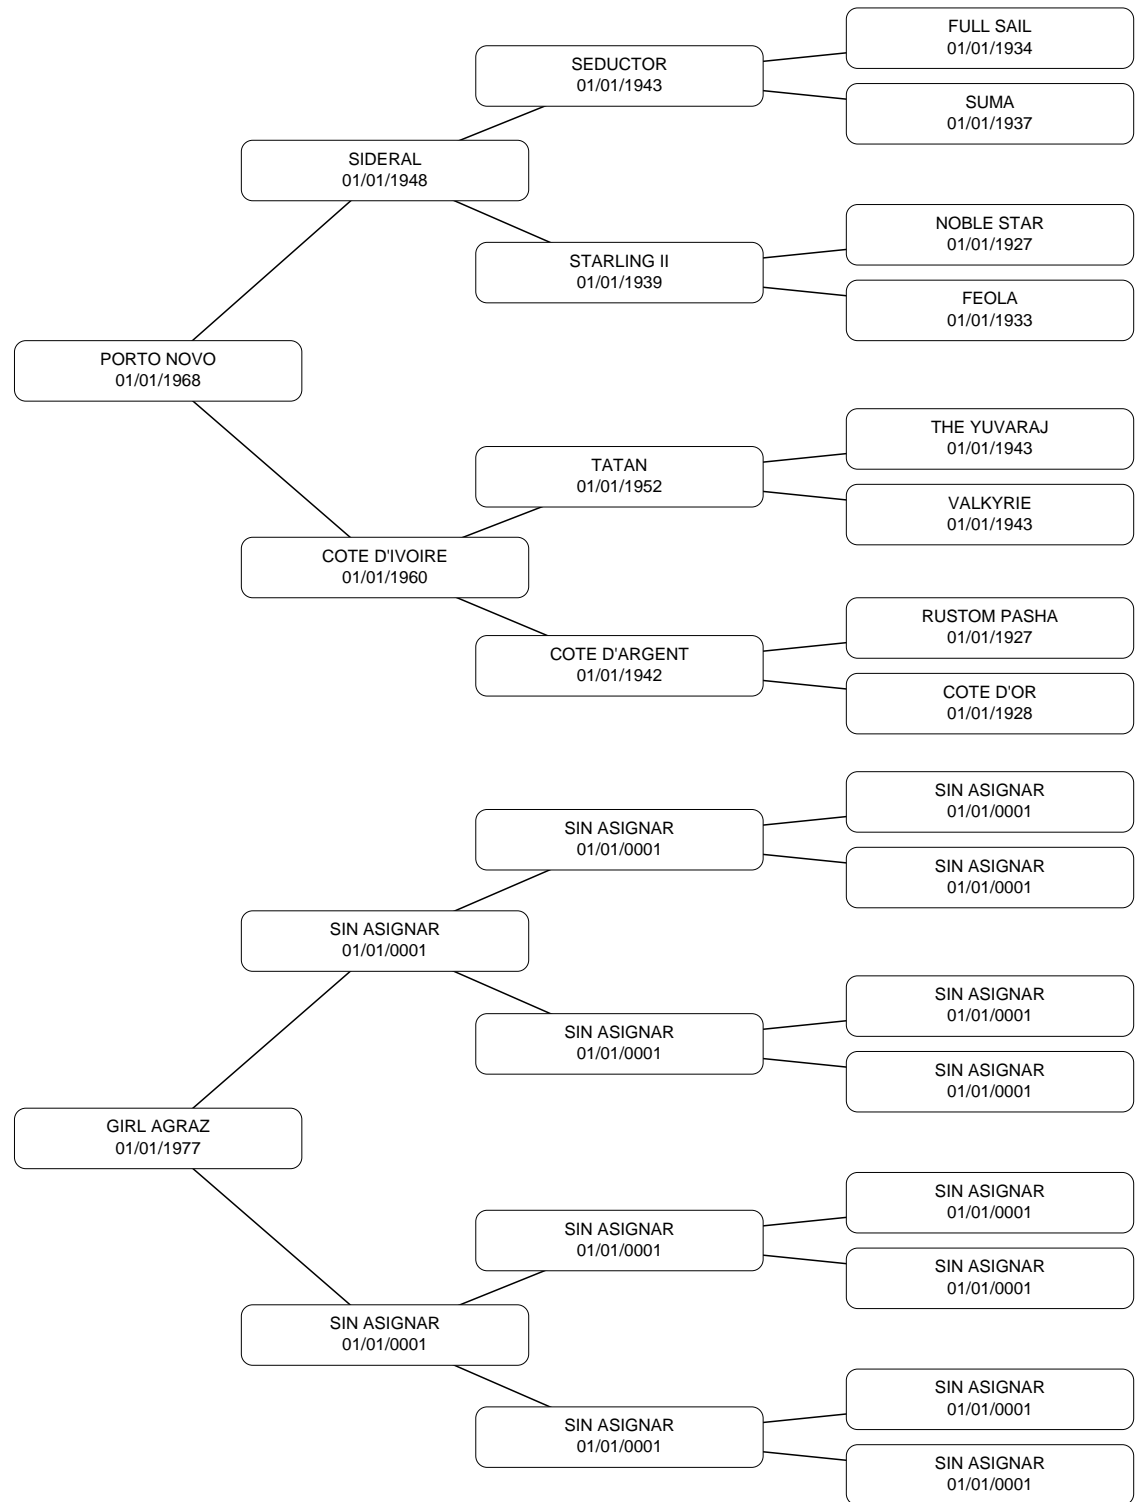 FULL SAIL
01/01/1934
SEDUCTOR
01/01/1943
SUMA
01/01/1937
SIDERAL
01/01/1948
NOBLE STAR
01/01/1927
STARLING II
01/01/1939
FEOLA
01/01/1933
PORTO NOVO
01/01/1968
THE YUVARAJ
01/01/1943
TATAN
01/01/1952
VALKYRIE
01/01/1943
COTE D'IVOIRE
01/01/1960
RUSTOM PASHA
01/01/1927
COTE D'ARGENT
01/01/1942
COTE D'OR
01/01/1928
SIN ASIGNAR
01/01/0001
SIN ASIGNAR
01/01/0001
SIN ASIGNAR
01/01/0001
SIN ASIGNAR
01/01/0001
SIN ASIGNAR
01/01/0001
SIN ASIGNAR
01/01/0001
SIN ASIGNAR
01/01/0001
GIRL AGRAZ
01/01/1977
SIN ASIGNAR
01/01/0001
SIN ASIGNAR
01/01/0001
SIN ASIGNAR
01/01/0001
SIN ASIGNAR
01/01/0001
SIN ASIGNAR
01/01/0001
SIN ASIGNAR
01/01/0001
SIN ASIGNAR
01/01/0001